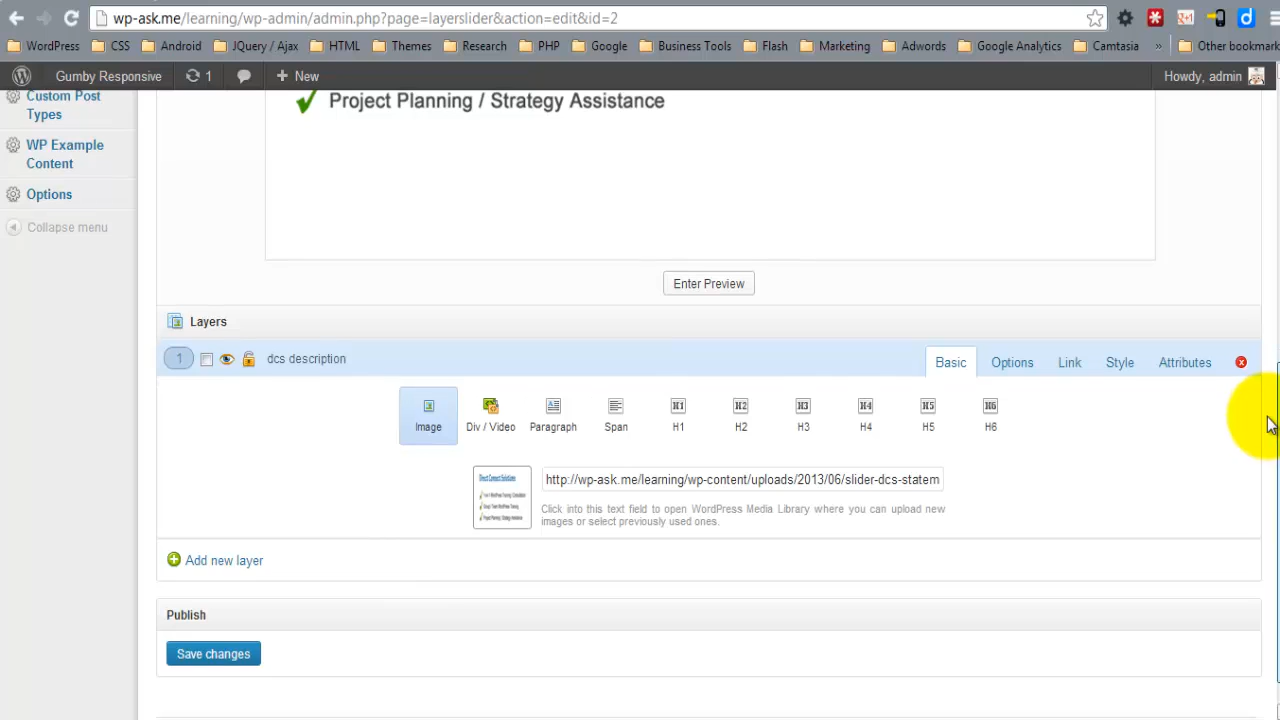 wp-ask.me/learning/wp-admin/admin.php?page=layerslider&action=edit&id=2
WordPress CSS Android JQuery / Ajax HTML Themes Research PHP Google Business Tools Flash Marketing Adwords Google Analytics Camtasia » Other bookmark
Gumby Responsive 1 + New Howdy, admin
Custom Post
Types
WP Example
Content
Options
Collapse menu
Project Planning / Strategy Assistance
Enter Preview
Layers
1 dcs description Basic Options Link Style Attributes
Image Div / Video Paragraph Span H1 H2 H3 H4 H5 H6
http://wp-ask.me/learning/wp-content/uploads/2013/06/slider-dcs-statem
Click into this text field to open WordPress Media Library where you can upload new
images or select previously used ones.
Direct Connect Solutions
Add new layer
Publish
Save changes